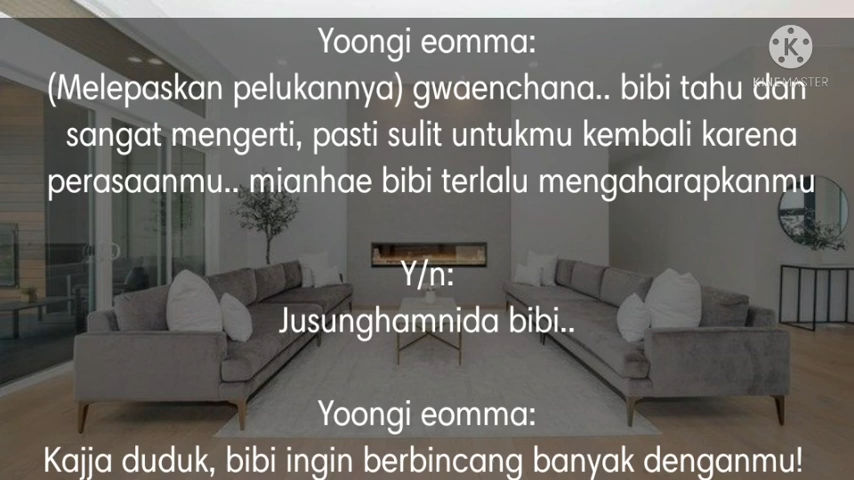 Yoongi eomma:
(Melepaskan pelukannya) gwaenchana.. bibi tahu dan
sangat mengerti, pasti sulit untukmu kembali karena
perasaanmu.. mianhae bibi terlalu mengaharapkanmu
Y/n:
Jusunghamnida bibi..
Yoongi eomma:
Kajja duduk, bibi ingin berbincang banyak denganmu!
K
KINEMASTER